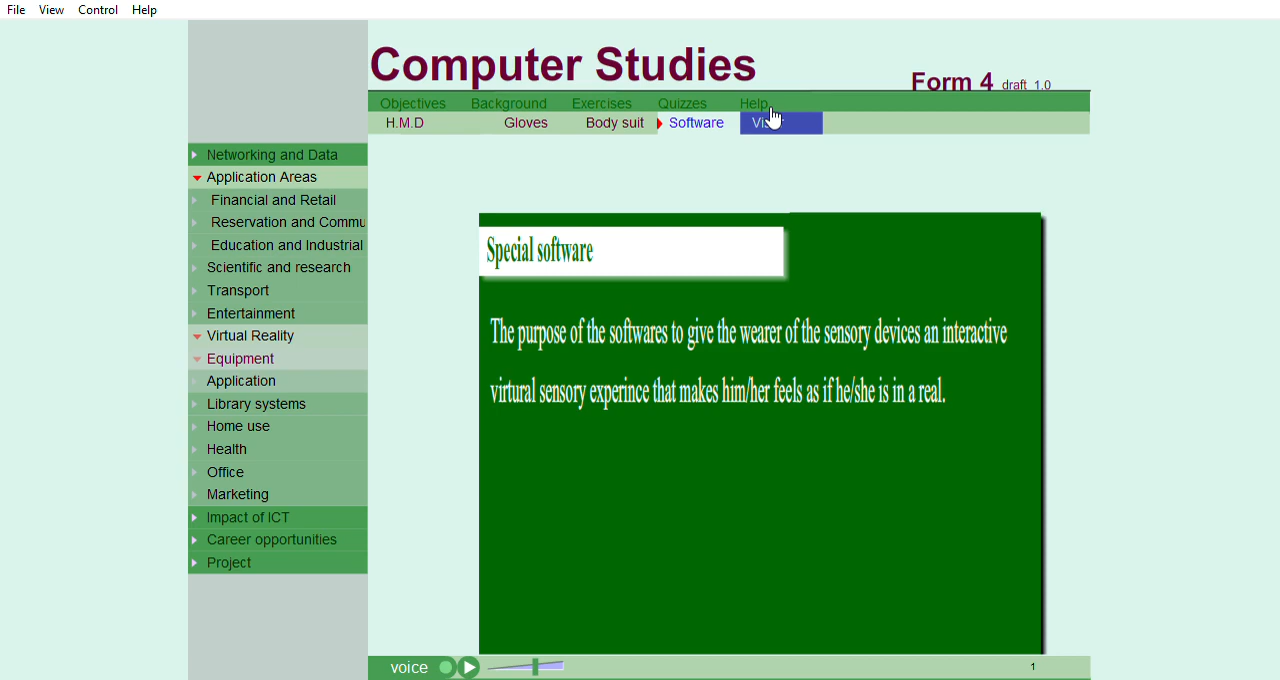 File View Control Help
Computer Studies
Form 4 draft 1.0
Objectives Background Exercises Quizzes Help
H.M.D Gloves Body suit Software
Networking and Data
Application Areas
Financial and Retail
Reservation and Commu
Education and Industrial
Scientific and research
Transport
Entertainment
Virtual Reality
Equipment
Application
Library systems
Home use
Health
Office
Marketing
Impact of ICT
Career opportunities
Project
Special software
The purpose of the softwares to give the wearer of the sensory devices an interactive
virtural sensory experince that makes him/her feels as if he/she is in a real.
voice
1